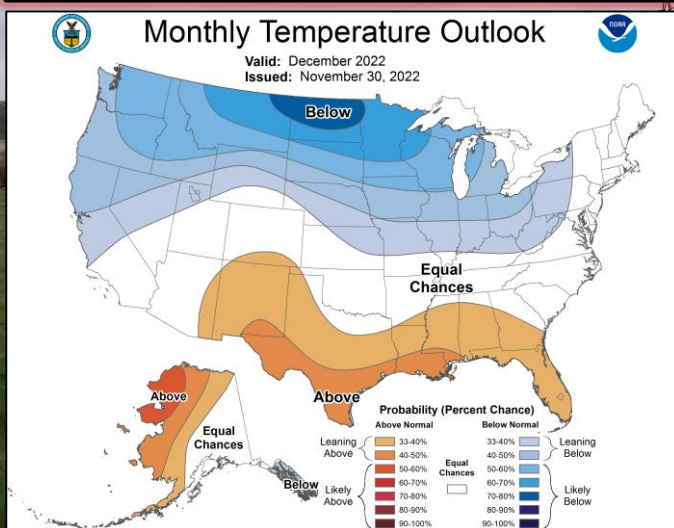 Monthly Temperature Outlook
Valid: December 2022
Issued: November 30, 2022
noaa
Below
Equal
Chances
Above
Above
Equal
Chances
Below
Probability (Percent Chance)
Above Normal
Below Normal
Leaning
Above
33-40%
40-50%
50-60%
60-70%
70-80%
80-90%
90-100%
Likely
Above
Equal
Chances
33-40%
40-50%
50-60%
60-70%
70-80%
80-90%
90-100%
Leaning
Below
Likely
Below